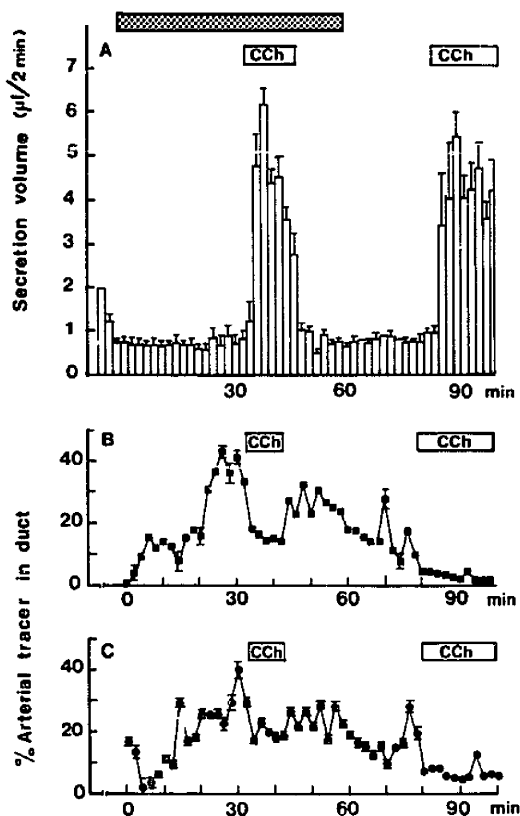 A
CCh CCh
7
6
5
4
3
2
1
0
Secretion volume (µl/2min)
30 60 90 min
B
CCh CCh
40
20
0
0 30 60 90 min
C
CCh CCh
40
20
0
0 30 60 90 min
% Arterial tracer in duct